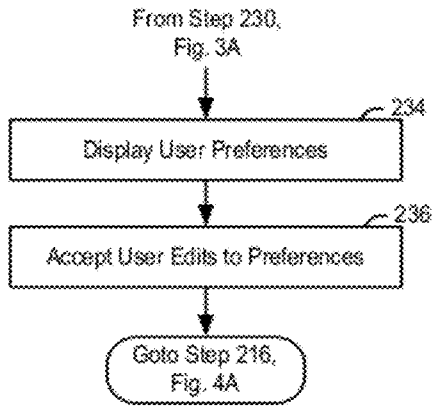 From Step 230,
Fig. 3A
234
Display User Preferences
236
Accept User Edits to Preferences
Goto Step 216,
Fig. 4A